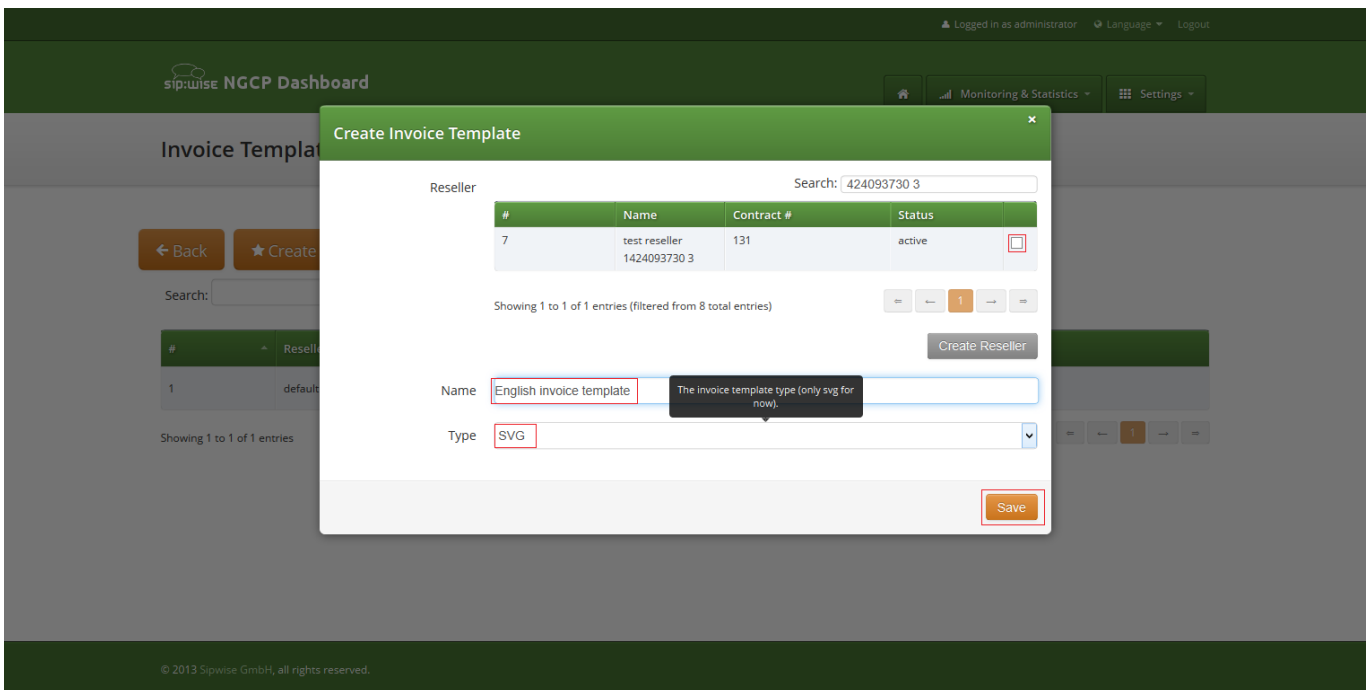 Logged in as administrator Language Logout
sip:wise NGCP Dashboard
Monitoring & Statistics Settings
Create Invoice Template ×
Invoice Templat
Reseller Search: 424093730 3
# Name Contract # Status
7 test reseller 131 active
1424093730 3
← Back Create
Search:
Showing 1 to 1 of 1 entries (filtered from 8 total entries) ⇐ ← 1 → ⇒
Create Reseller
# Reselle
1 default
Name English invoice template
The invoice template type (only svg for
now).
Type SVG
Showing 1 to 1 of 1 entries ⇐ ← 1 → ⇒
Save
© 2013 Sipwise GmbH, all rights reserved.